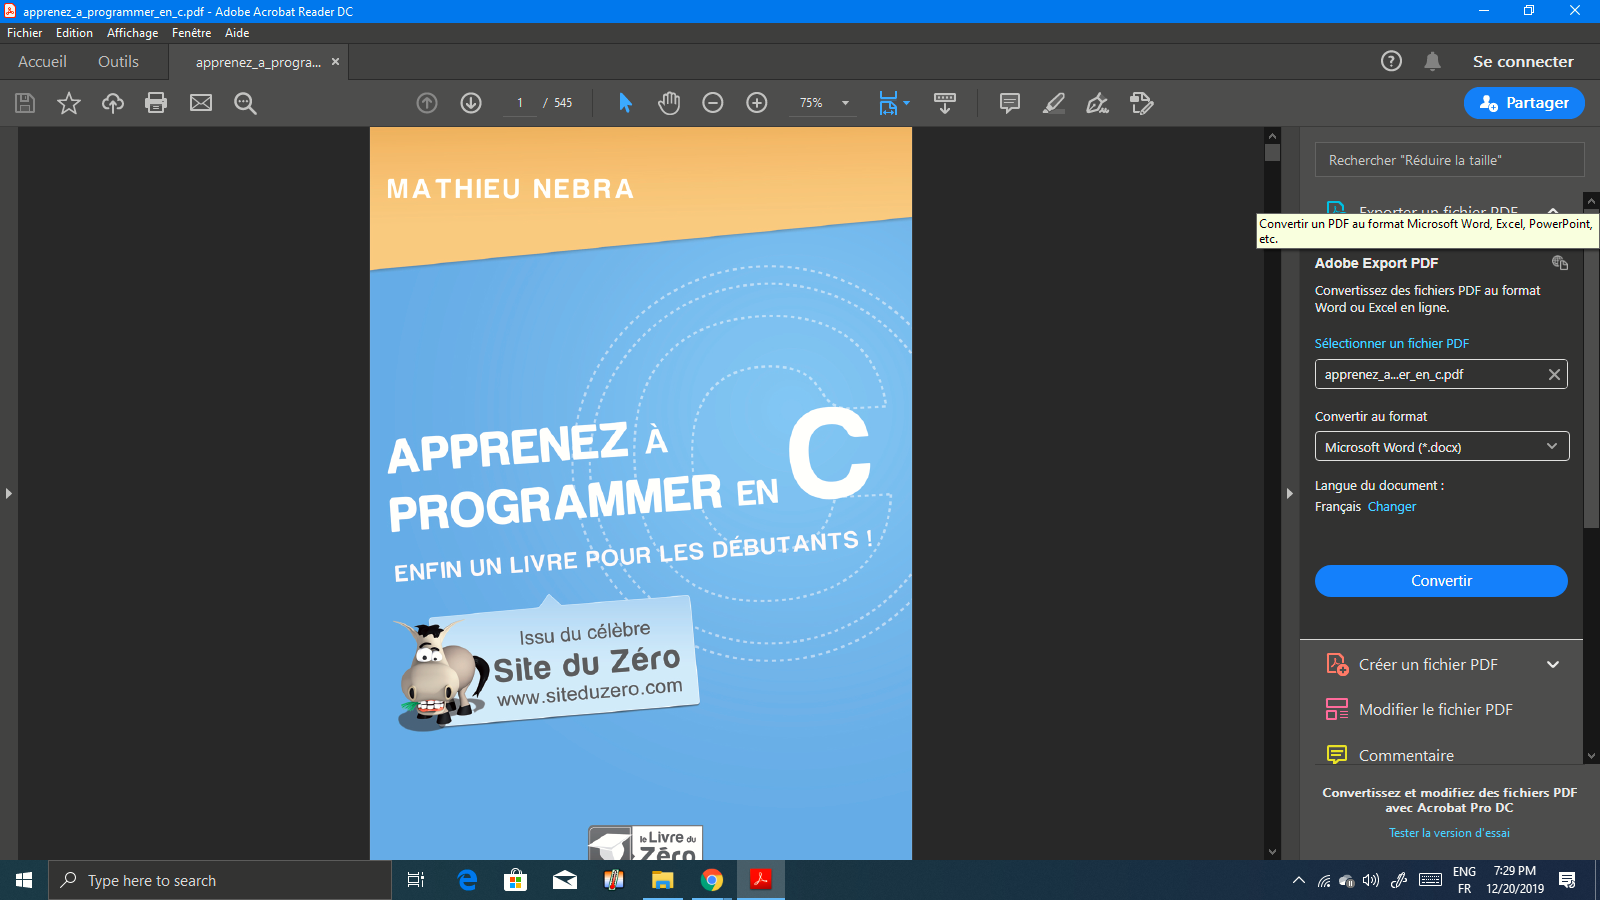 apprenez_a_programmer_en_c.pdf - Adobe Acrobat Reader DC
Fichier Edition Affichage Fenêtre Aide
Accueil Outils apprenez_a_progra... × Se connecter
1 / 545 75% Partager
MATHIEU NEBRA
APPRENEZ À
PROGRAMMER EN C
ENFIN UN LIVRE POUR LES DÉBUTANTS !
Issu du célèbre
Site du Zéro
www.siteduzero.com
le Livre du
Zéro
Rechercher "Réduire la taille"
Exporter un fichier PDF
Convertir un PDF au format Microsoft Word, Excel, PowerPoint,
etc.
Adobe Export PDF
Convertissez des fichiers PDF au format
Word ou Excel en ligne.
Sélectionner un fichier PDF
apprenez_a...er_en_c.pdf
Convertir au format
Microsoft Word (*.docx)
Langue du document :
Français Changer
Convertir
Créer un fichier PDF
Modifier le fichier PDF
Commentaire
Convertissez et modifiez des fichiers PDF
avec Acrobat Pro DC
Tester la version d'essai
Type here to search
ENG
FR
7:29 PM
12/20/2019